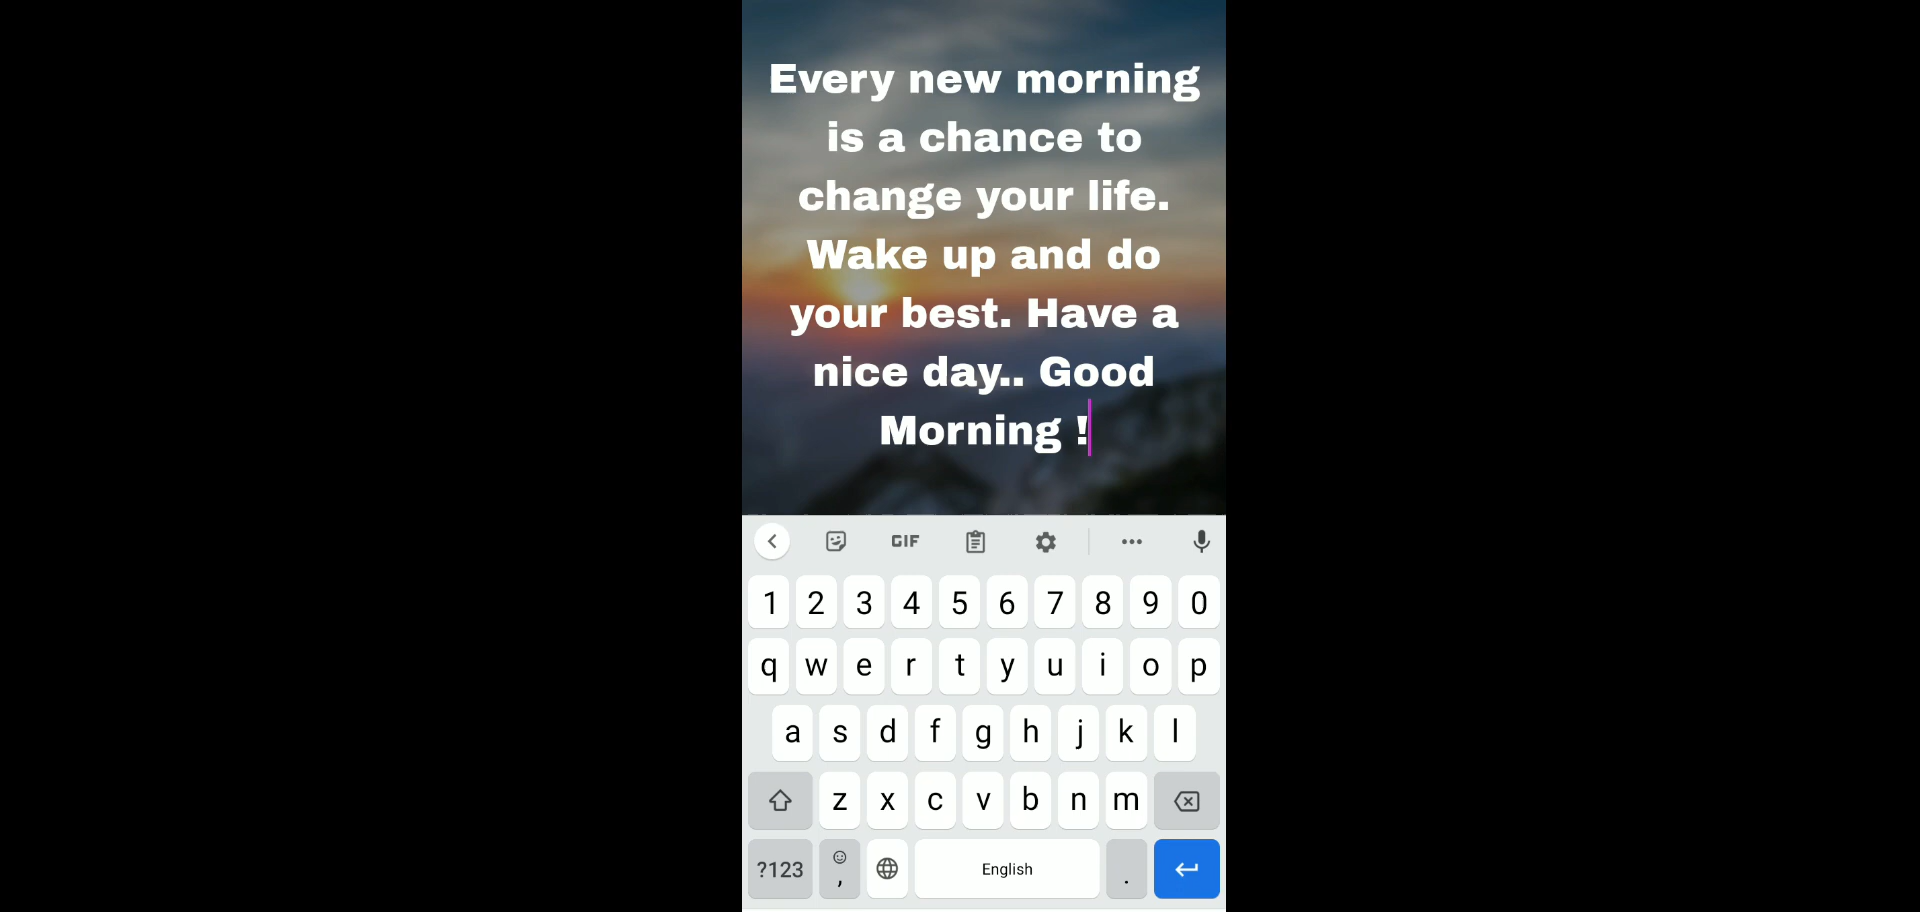 Every new morning
is a chance to
change your life.
Wake up and do
your best. Have a
nice day.. Good
Morning !
GIF
1 2 3 4 5 6 7 8 9 0
q w e r t y u i o p
a s d f g h j k l
z x c v b n m
?123 , English .